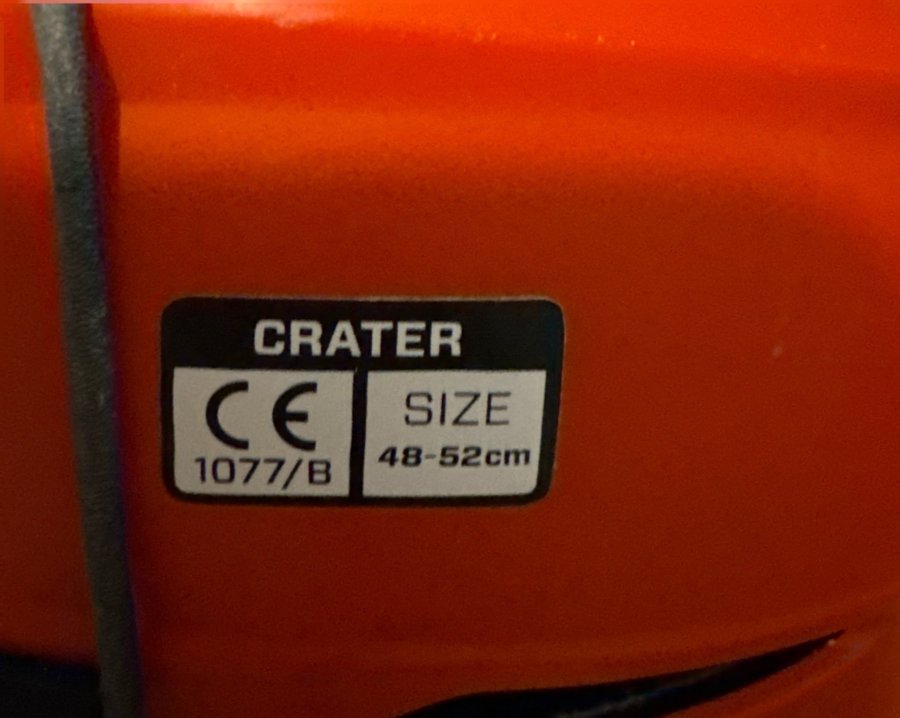 CRATER
CE
1077/B
SIZE
48-52cm